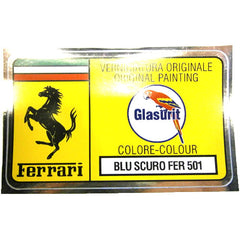 VERNICIATURA ORIGINALE
ORIGINAL PAINTING
Glasurit
COLORE-COLOUR
BLU SCURO FER 501
Ferrari